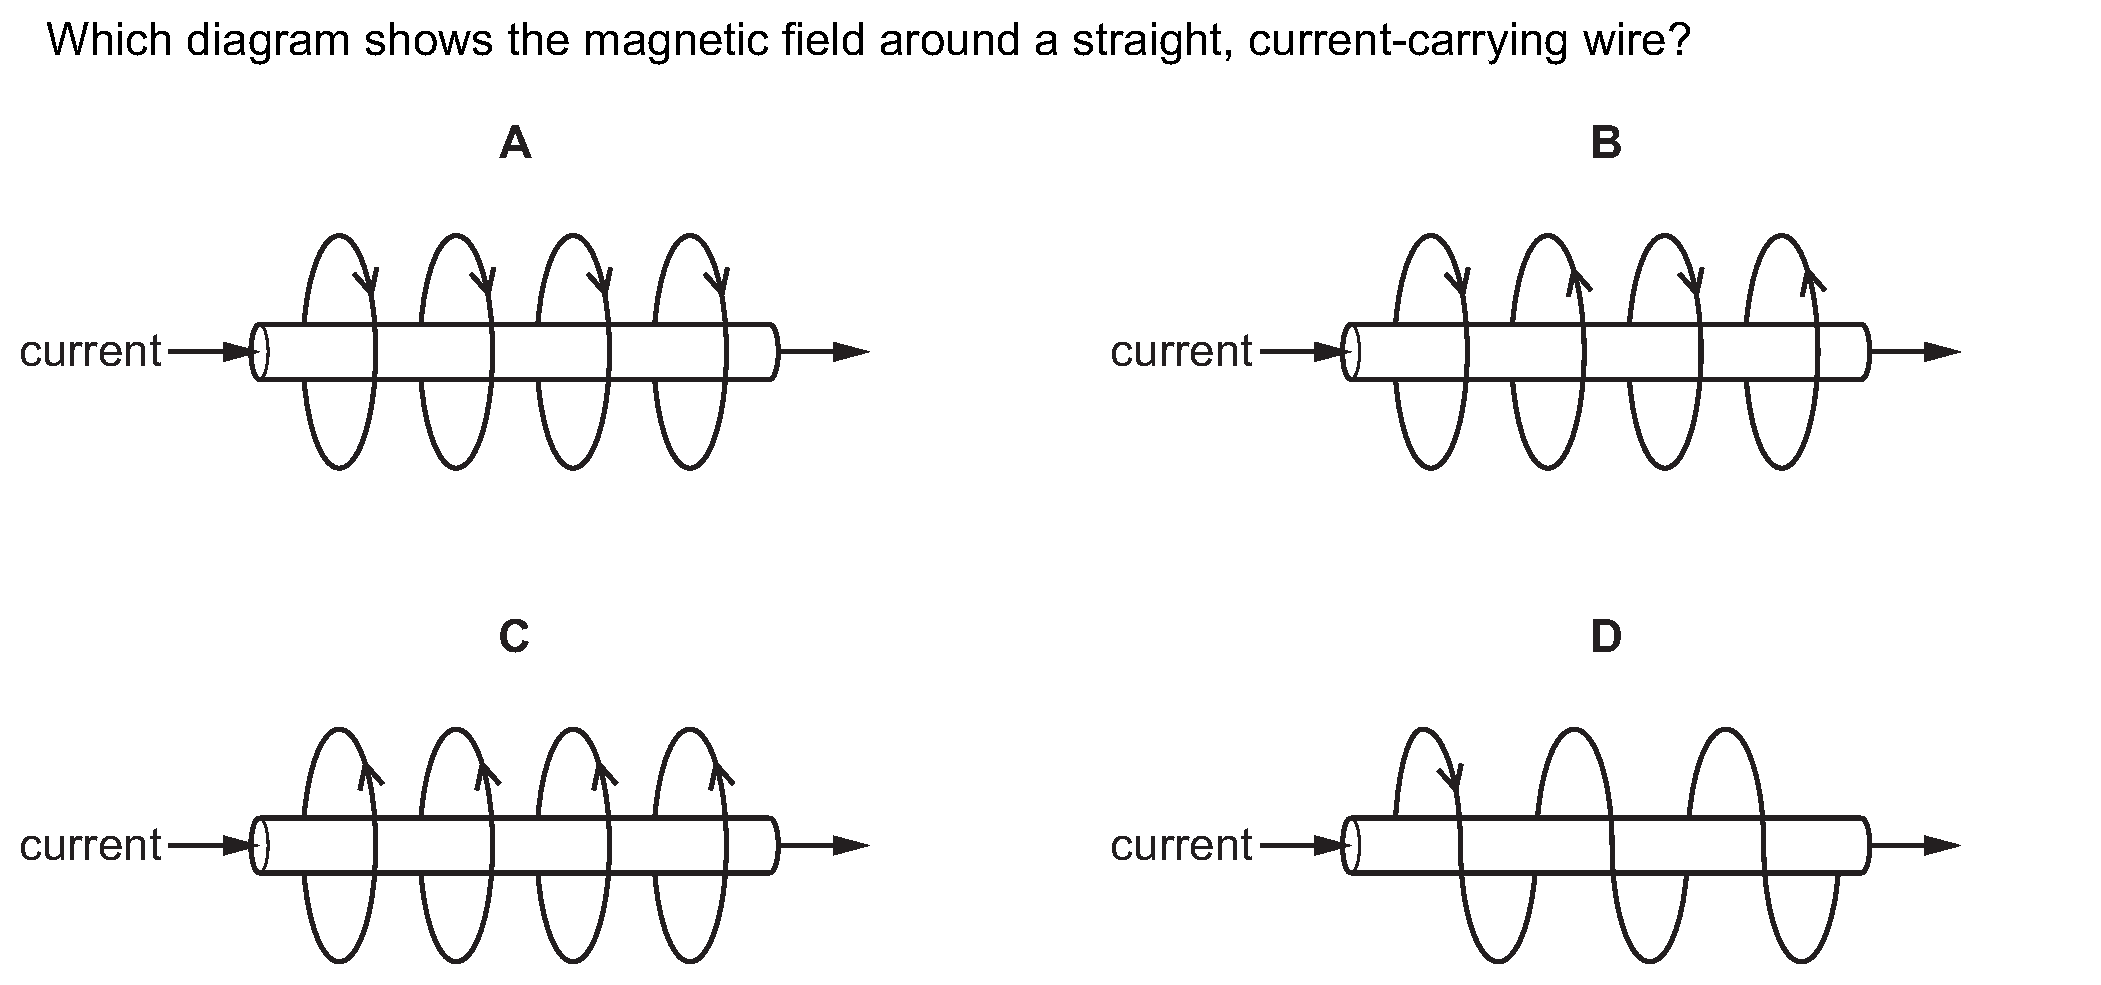 Which diagram shows the magnetic field around a straight, current-carrying wire?
A
B
current
current
C
D
current
current